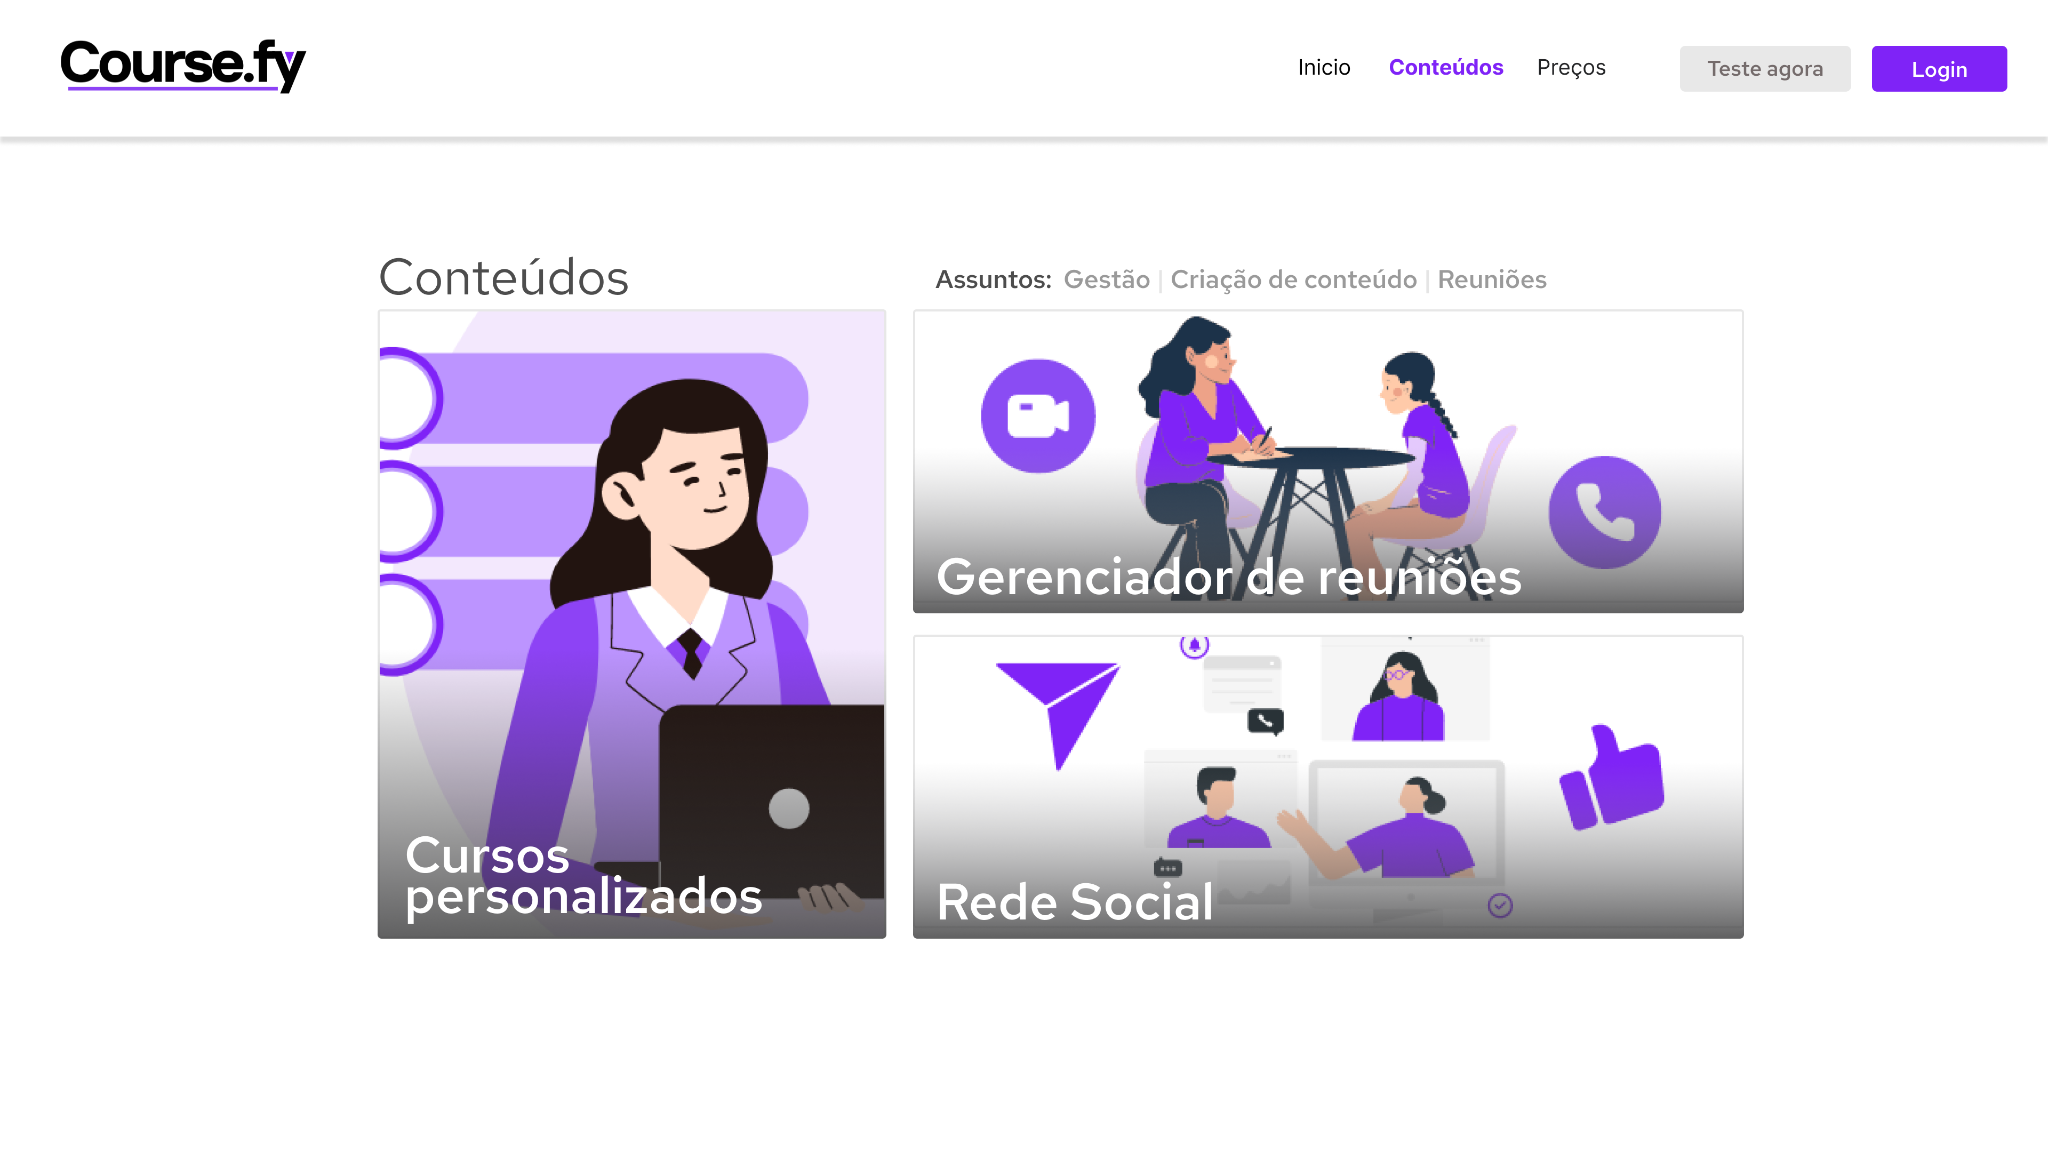 Course.fy
Inicio
Conteúdos
Preços
Teste agora
Login
Conteúdos
Assuntos: Gestão | Criação de conteúdo | Reuniões
Gerenciador de reuniões
Cursos
personalizados
Rede Social